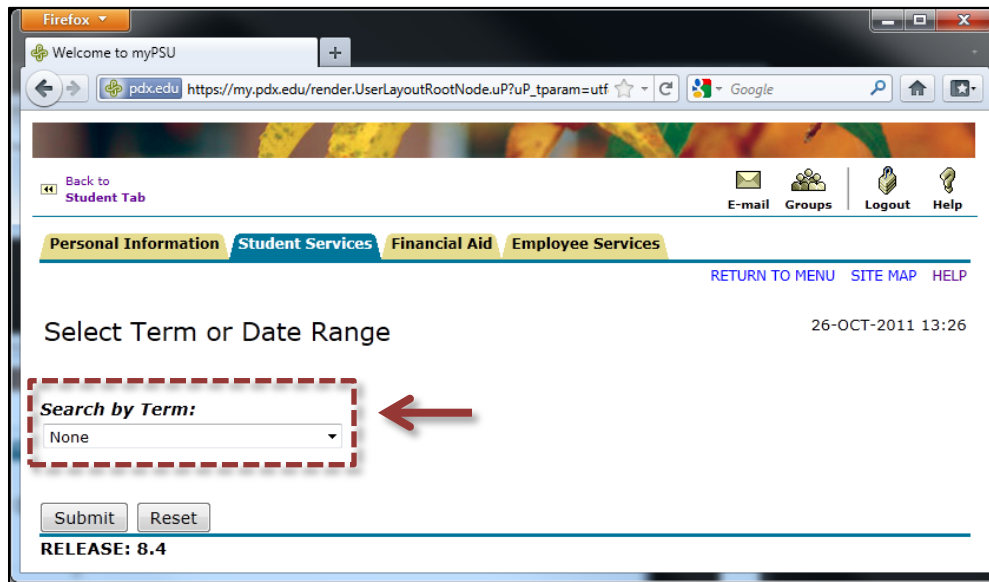 Firefox
Welcome to myPSU
pdx.edu https://my.pdx.edu/render.UserLayoutRootNode.uP?uP_tparam=utf Google
Back to
Student Tab
E-mail Groups Logout Help
Personal Information Student Services Financial Aid Employee Services
RETURN TO MENU SITE MAP HELP
Select Term or Date Range 26-OCT-2011 13:26
Search by Term:
None
Submit Reset
RELEASE: 8.4